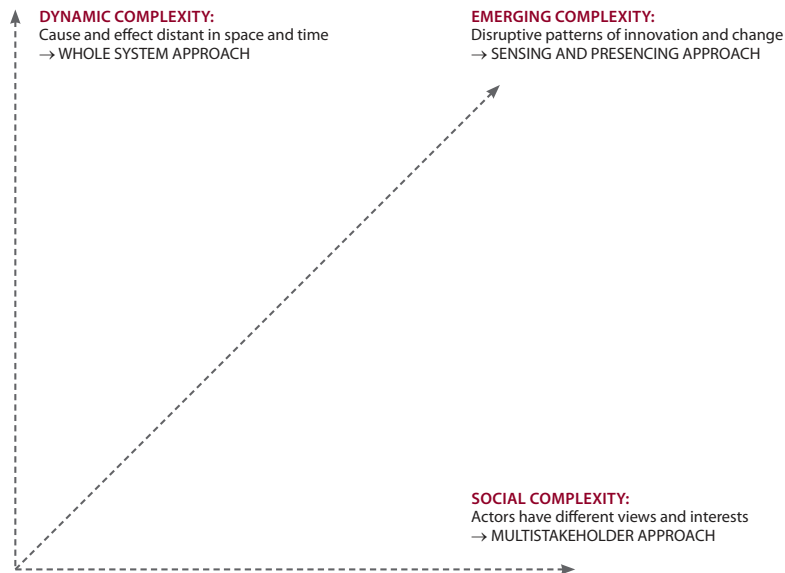 DYNAMIC COMPLEXITY:
Cause and effect distant in space and time
→ WHOLE SYSTEM APPROACH
EMERGING COMPLEXITY:
Disruptive patterns of innovation and change
→ SENSING AND PRESENCING APPROACH
SOCIAL COMPLEXITY:
Actors have different views and interests
→ MULTISTAKEHOLDER APPROACH